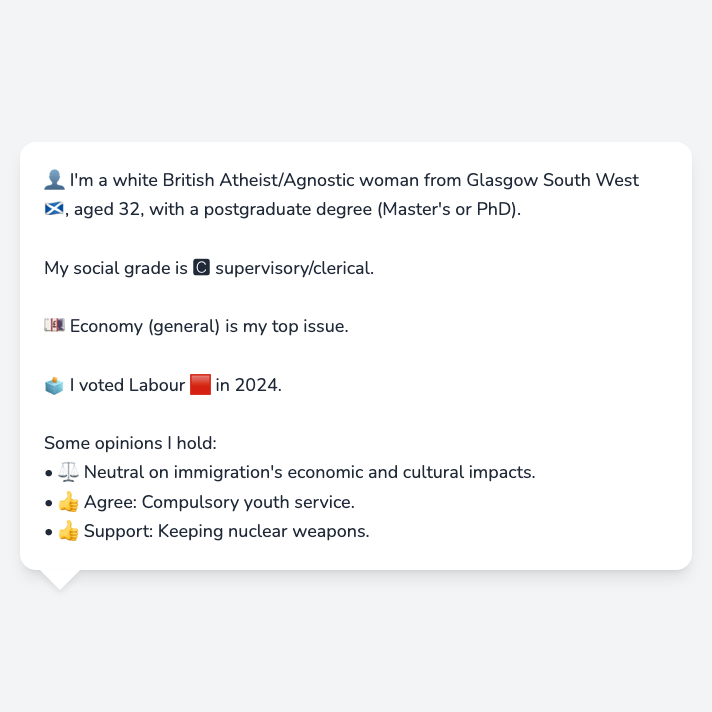 👤 I'm a white British Atheist/Agnostic woman from Glasgow South West
🏴󠁧󠁢󠁳󠁣󠁴󠁿, aged 32, with a postgraduate degree (Master's or PhD).
My social grade is 🅲 supervisory/clerical.
💷 Economy (general) is my top issue.
🗳️ I voted Labour 🟥 in 2024.
Some opinions I hold:
• ⚖️ Neutral on immigration's economic and cultural impacts.
• 👍 Agree: Compulsory youth service.
• 👍 Support: Keeping nuclear weapons.